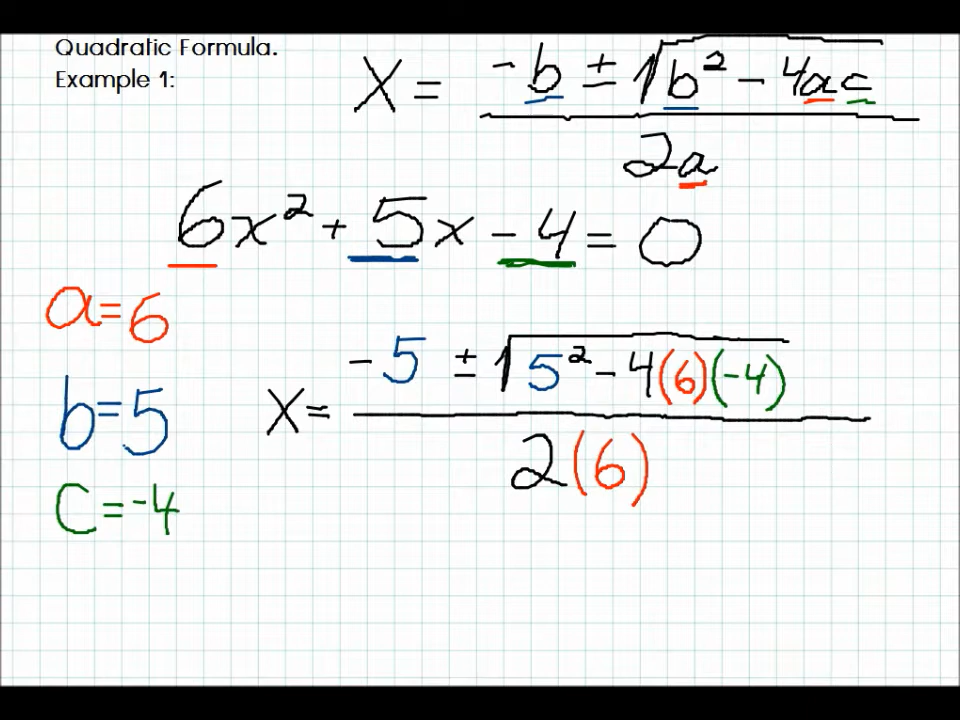 Quadratic Formula.
Example 1:
X = -b ± √b² - 4ac
2a
6x² + 5x - 4 = 0
a=6
-5 ± √5² - 4(6)(-4)
X=
2(6)
b=5
C=-4